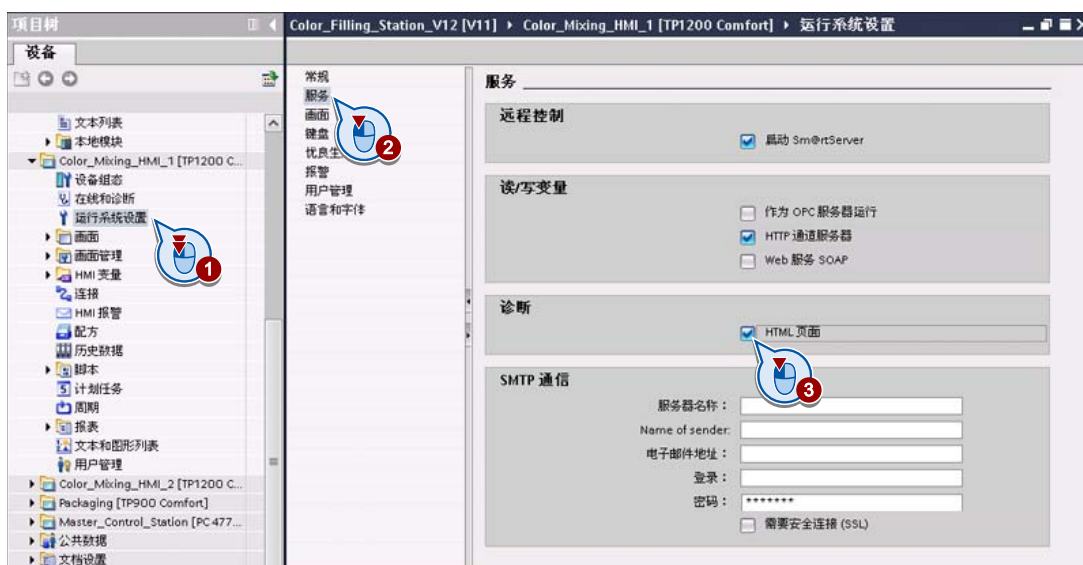 项目树
Color_Filling_Station_V12 [V11] ▸ Color_Mixing_HMI_1 [TP1200 Comfort] ▸ 运行系统设置
设备
文本列表
本地模块
Color_Mixing_HMI_1 [TP1200 C...
设备组态
在线和诊断
运行系统设置
画面
画面管理
HMI 变量
连接
HMI 报警
配方
历史数据
脚本
计划任务
周期
报表
文本和图形列表
用户管理
Color_Mixing_HMI_2 [TP1200 C...
Packaging [TP900 Comfort]
Master_Control_Station [PC 477...
公共数据
文档设置
1
常规
服务
画面
键盘
优良生
报警
用户管理
语言和字体
2
服务
远程控制
启动 Sm@rtServer
读/写变量
作为 OPC 服务器运行
HTTP 通道服务器
Web 服务 SOAP
诊断
HTML 页面
3
SMTP 通信
服务器名称：
Name of sender:
电子邮件地址：
登录：
密码： *******
需要安全连接 (SSL)